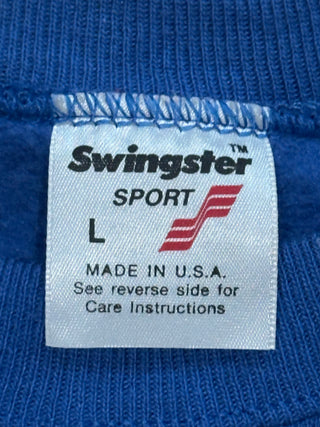 Swingster™
SPORT
L
MADE IN U.S.A.
See reverse side for
Care Instructions